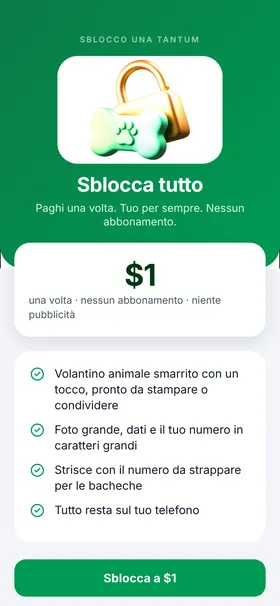 SBLOCCO UNA TANTUM
Sblocca tutto
Paghi una volta. Tuo per sempre. Nessun
abbonamento.
$1
una volta · nessun abbonamento · niente
pubblicità
Volantino animale smarrito con un
tocco, pronto da stampare o
condividere
Foto grande, dati e il tuo numero in
caratteri grandi
Strisce con il numero da strappare
per le bacheche
Tutto resta sul tuo telefono
Sblocca a $1